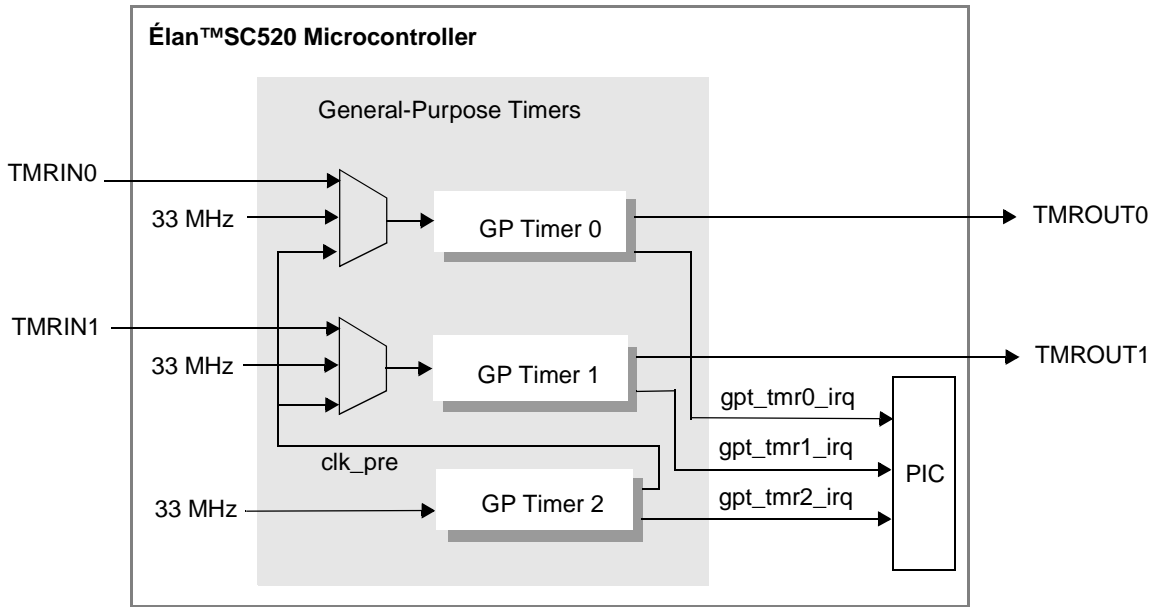 Élan™SC520 Microcontroller
General-Purpose Timers
TMRIN0
33 MHz
GP Timer 0
TMROUT0
TMRIN1
33 MHz
GP Timer 1
TMROUT1
gpt_tmr0_irq
gpt_tmr1_irq
clk_pre
PIC
33 MHz
GP Timer 2
gpt_tmr2_irq